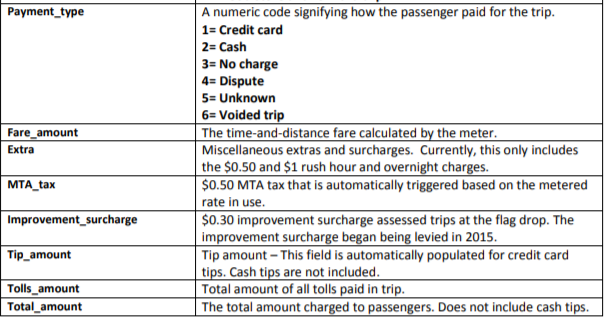 Payment_type A numeric code signifying how the passenger paid for the trip.
1= Credit card
2= Cash
3= No charge
4= Dispute
5= Unknown
6= Voided trip
Fare_amount The time-and-distance fare calculated by the meter.
Extra Miscellaneous extras and surcharges. Currently, this only includes
the $0.50 and $1 rush hour and overnight charges.
MTA_tax $0.50 MTA tax that is automatically triggered based on the metered
rate in use.
Improvement_surcharge $0.30 improvement surcharge assessed trips at the flag drop. The
improvement surcharge began being levied in 2015.
Tip_amount Tip amount – This field is automatically populated for credit card
tips. Cash tips are not included.
Tolls_amount Total amount of all tolls paid in trip.
Total_amount The total amount charged to passengers. Does not include cash tips.